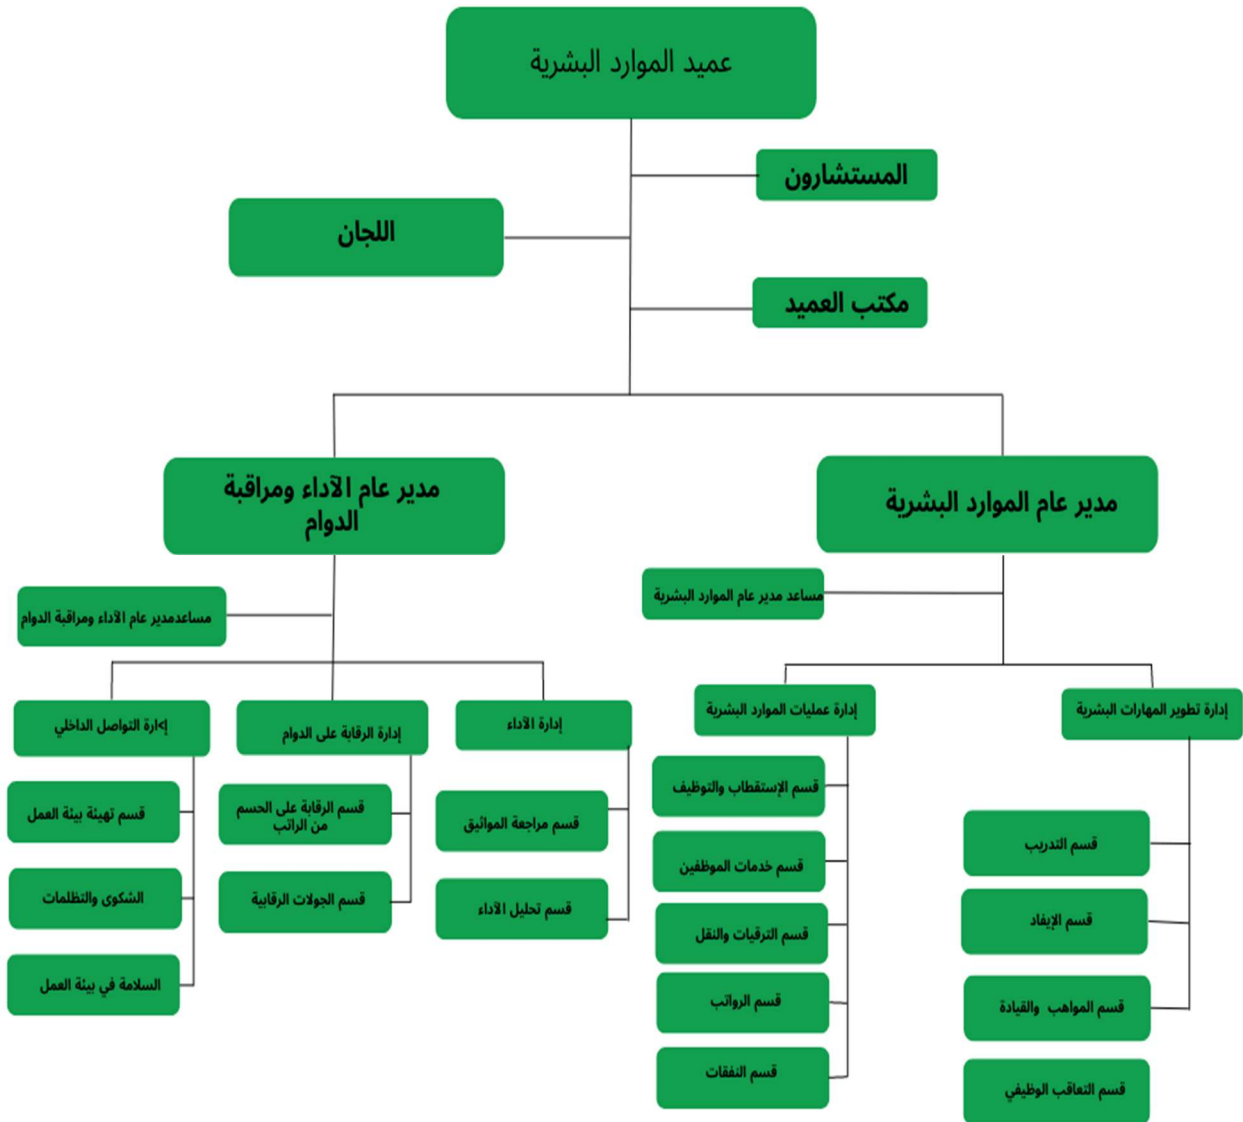 عميد الموارد البشرية
المستشارون
اللجان
مكتب العميد
مدير عام الموارد البشرية
مدير عام الآداء ومراقبة
الدوام
مساعد مدير عام الموارد البشرية
مساعدمدير عام الآداء ومراقبة الدوام
إدارة تطوير المهارات البشرية
إدارة عمليات الموارد البشرية
إدارة الآداء
إدارة الرقابة على الدوام
إدارة التواصل الداخلي
قسم التدريب
قسم الإيفاد
قسم المواهب والقيادة
قسم التعاقب الوظيفي
قسم الإستقطاب والتوظيف
قسم خدمات الموظفين
قسم الترقيات والنقل
قسم الرواتب
قسم النفقات
قسم مراجعة المواثيق
قسم تحليل الآداء
قسم الرقابة على الحسم
من الراتب
قسم الجولات الرقابية
قسم تهيئة بيئة العمل
الشكوى والتظلمات
السلامة في بيئة العمل